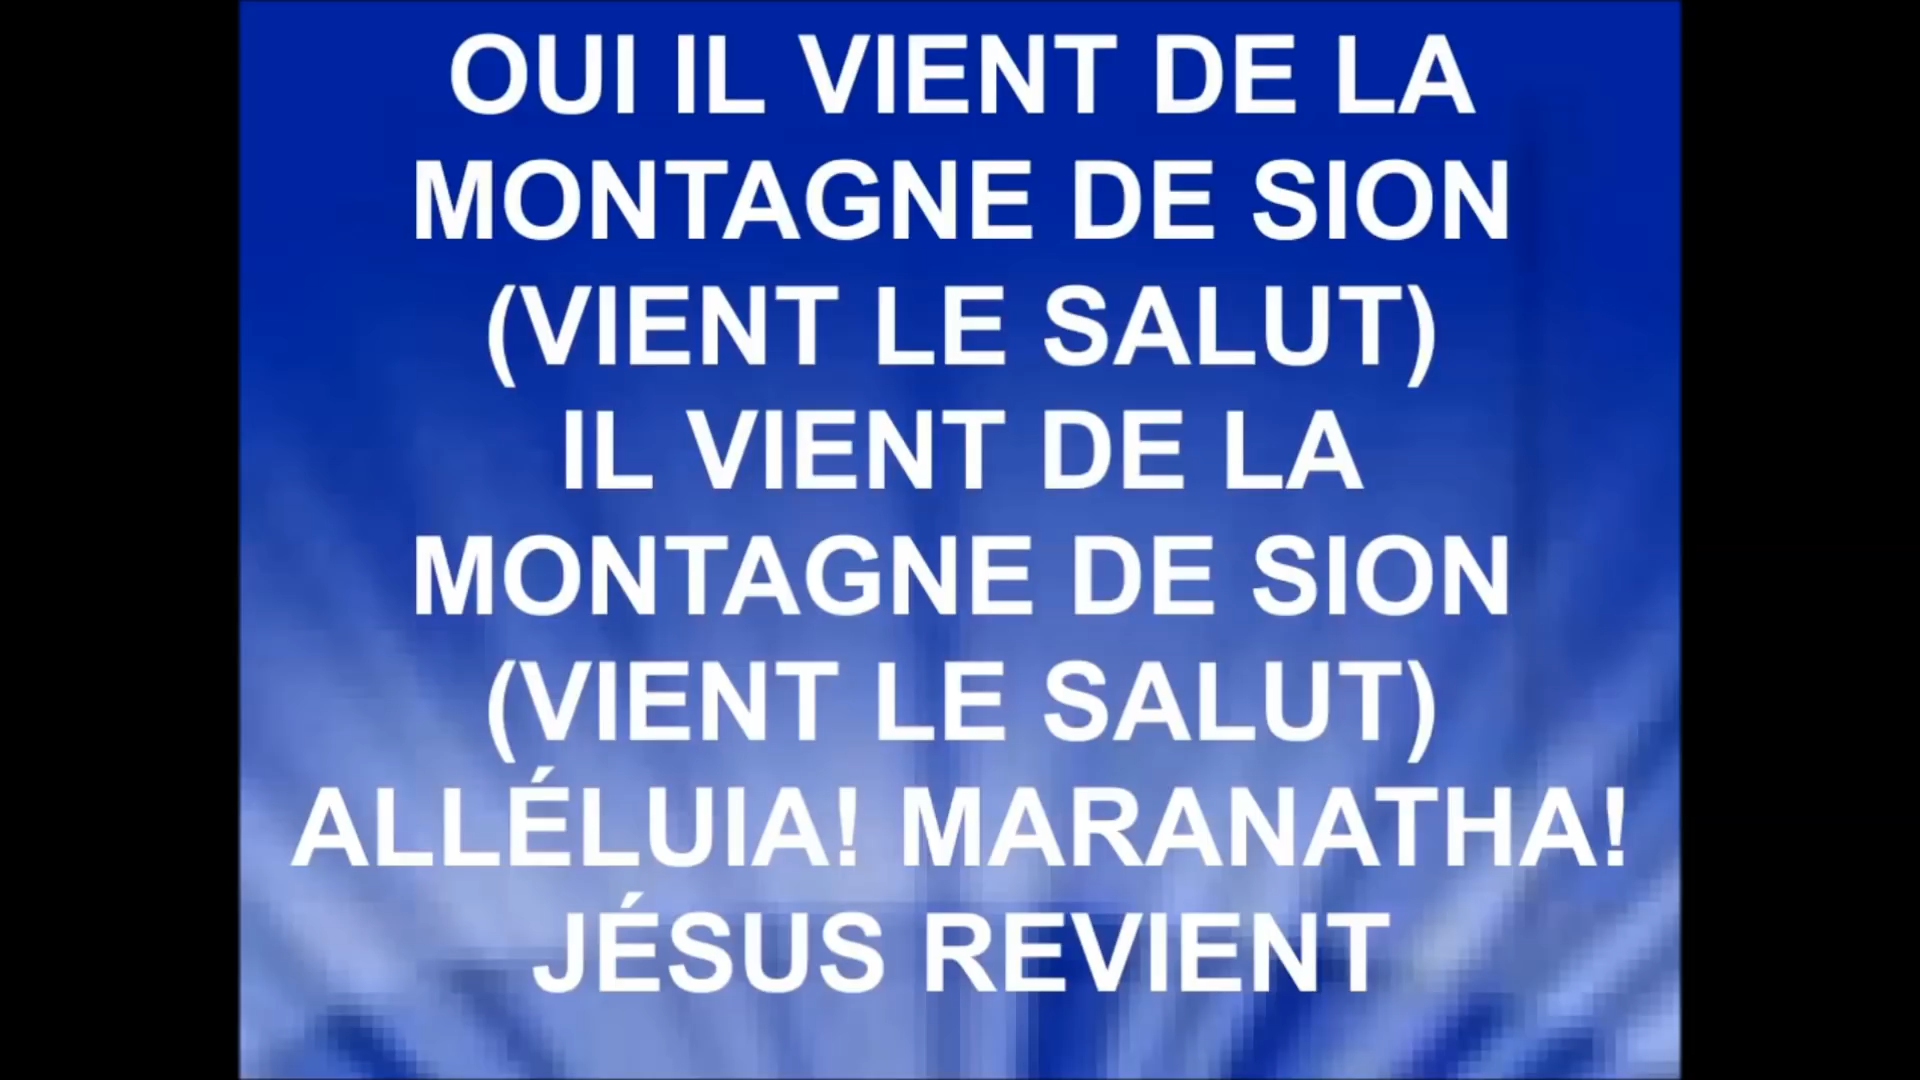 OUI IL VIENT DE LA
MONTAGNE DE SION
(VIENT LE SALUT)
IL VIENT DE LA
MONTAGNE DE SION
(VIENT LE SALUT)
ALLÉLUIA! MARANATHA!
JÉSUS REVIENT